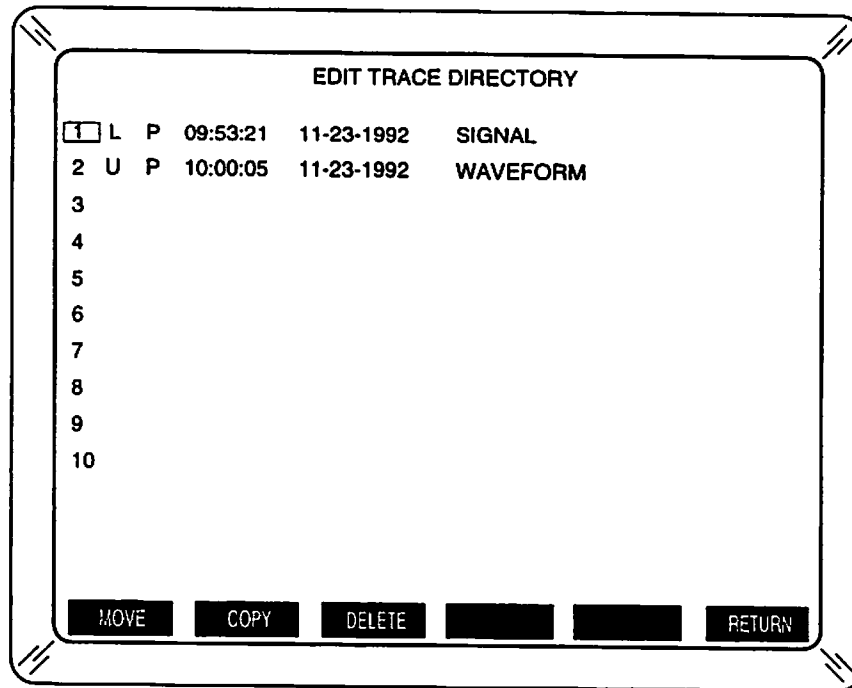 EDIT TRACE DIRECTORY
1 L P 09:53:21 11-23-1992 SIGNAL
2 U P 10:00:05 11-23-1992 WAVEFORM
3
4
5
6
7
8
9
10
MOVE COPY DELETE RETURN